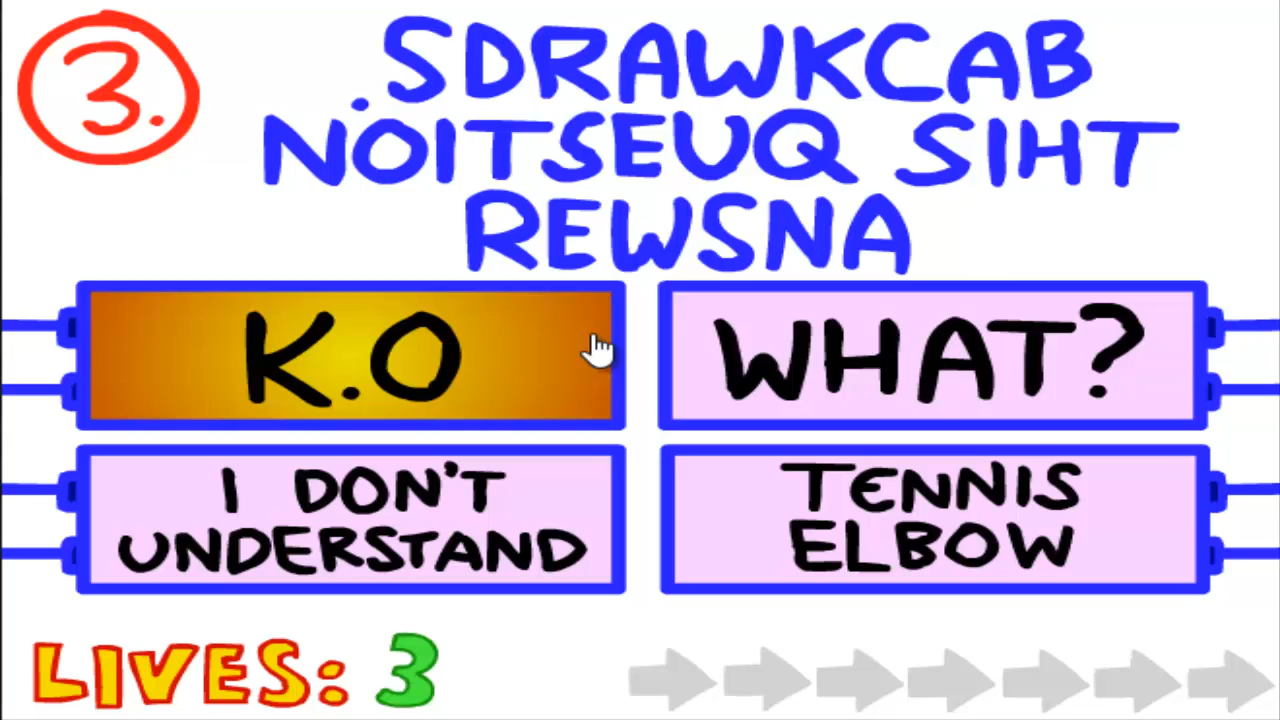 3.
.SDRAWKCAB
NOITSEUQ SIHT
REWSNA
K.O
WHAT?
I DON'T
UNDERSTAND
TENNIS
ELBOW
LIVES: 3